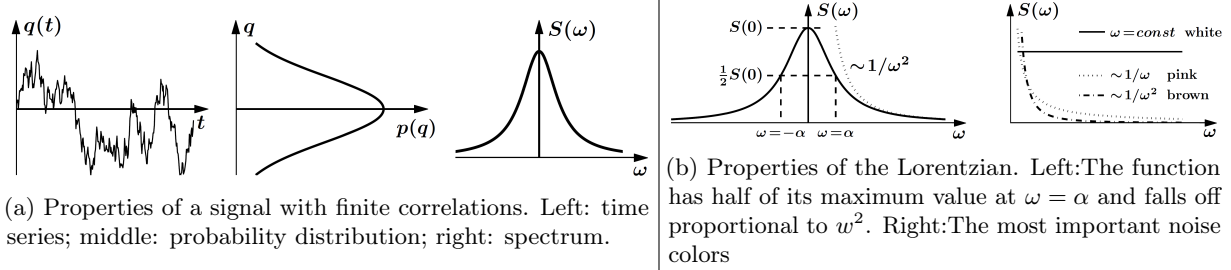 q(t)
t
q
p(q)
S(ω)
ω
(a) Properties of a signal with finite correlations. Left: time
series; middle: probability distribution; right: spectrum.
S(ω)
S(0)
½S(0)
∼1/ω²
ω=−α ω=α
ω
S(ω)
ω=const white
∼1/ω pink
∼1/ω² brown
ω
(b) Properties of the Lorentzian. Left:The function
has half of its maximum value at ω = α and falls off
proportional to w². Right:The most important noise
colors